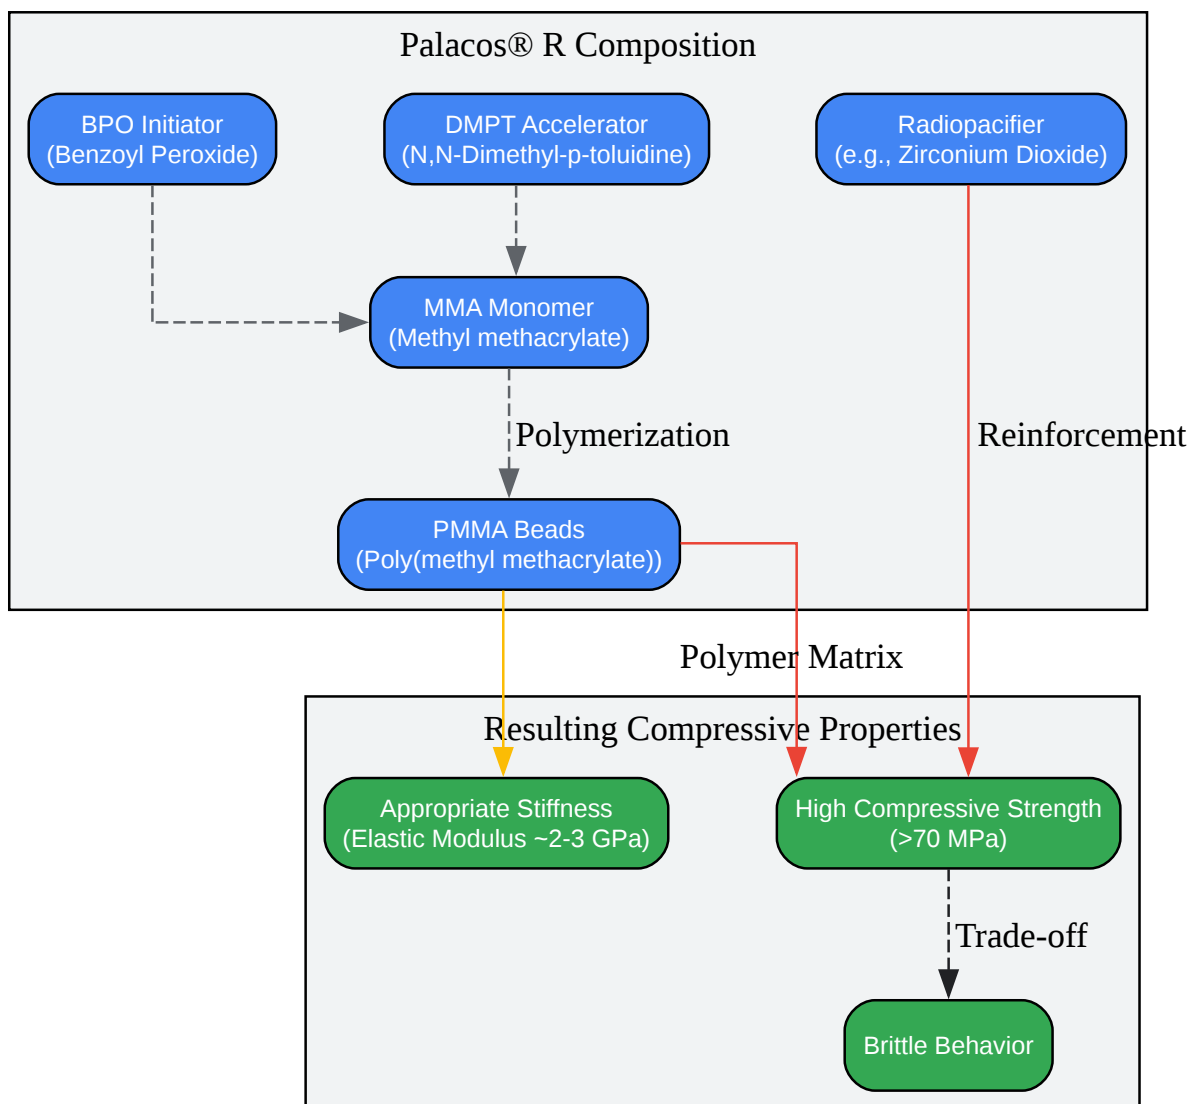 Palacos® R Composition
BPO Initiator
(Benzoyl Peroxide)
DMPT Accelerator
(N,N-Dimethyl-p-toluidine)
Radiopacifier
(e.g., Zirconium Dioxide)
MMA Monomer
(Methyl methacrylate)
Polymerization
Reinforcement
PMMA Beads
(Poly(methyl methacrylate))
Polymer Matrix
Resulting Compressive Properties
Appropriate Stiffness
(Elastic Modulus ~2-3 GPa)
High Compressive Strength
(>70 MPa)
Trade-off
Brittle Behavior